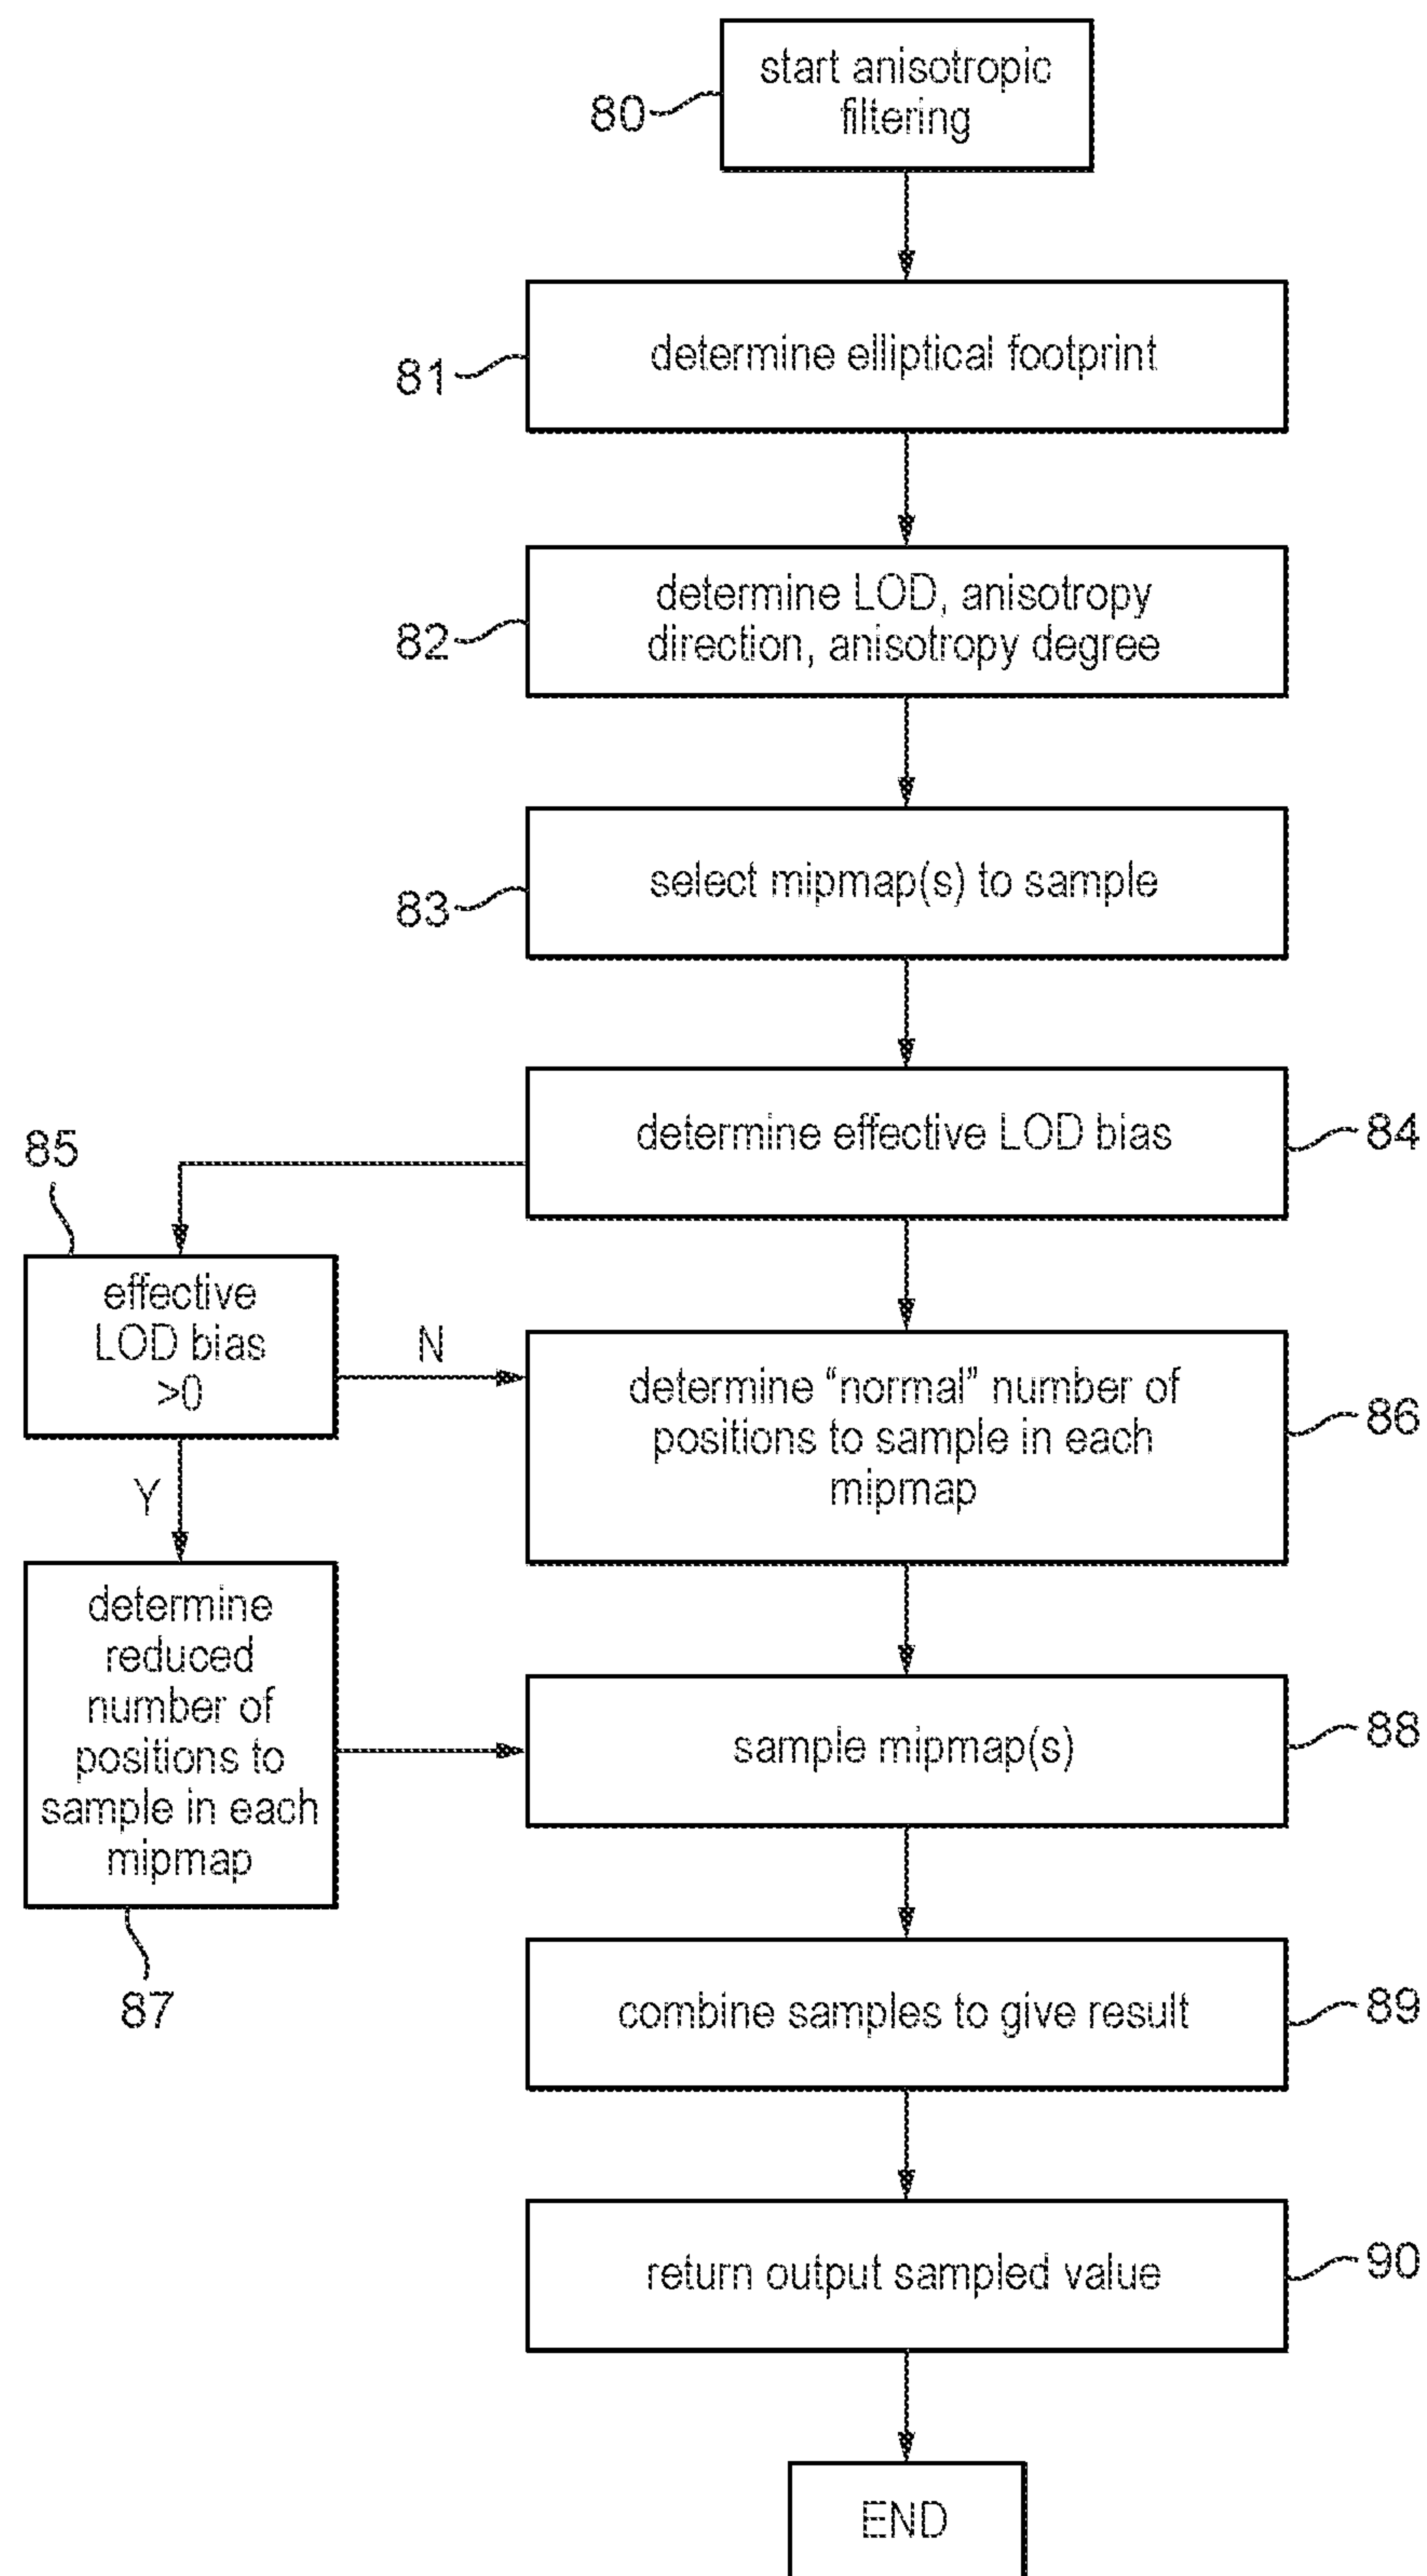 start anisotropic
filtering
80
determine elliptical footprint
81
determine LOD, anisotropy
direction, anisotropy degree
82
select mipmap(s) to sample
83
determine effective LOD bias
84
85
effective
LOD bias
>0
N
Y
determine “normal” number of
positions to sample in each
mipmap
86
determine
reduced
number of
positions to
sample in each
mipmap
87
sample mipmap(s)
88
combine samples to give result
89
return output sampled value
90
END